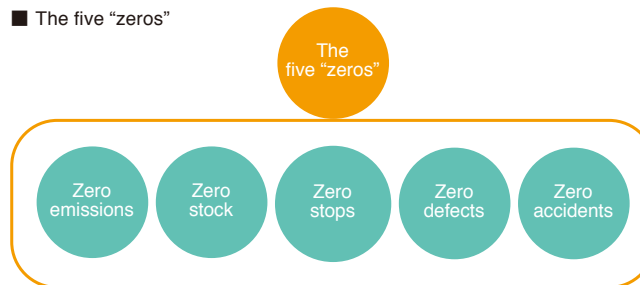 ■ The five “zeros”
The
five “zeros”
Zero
emissions
Zero
stock
Zero
stops
Zero
defects
Zero
accidents